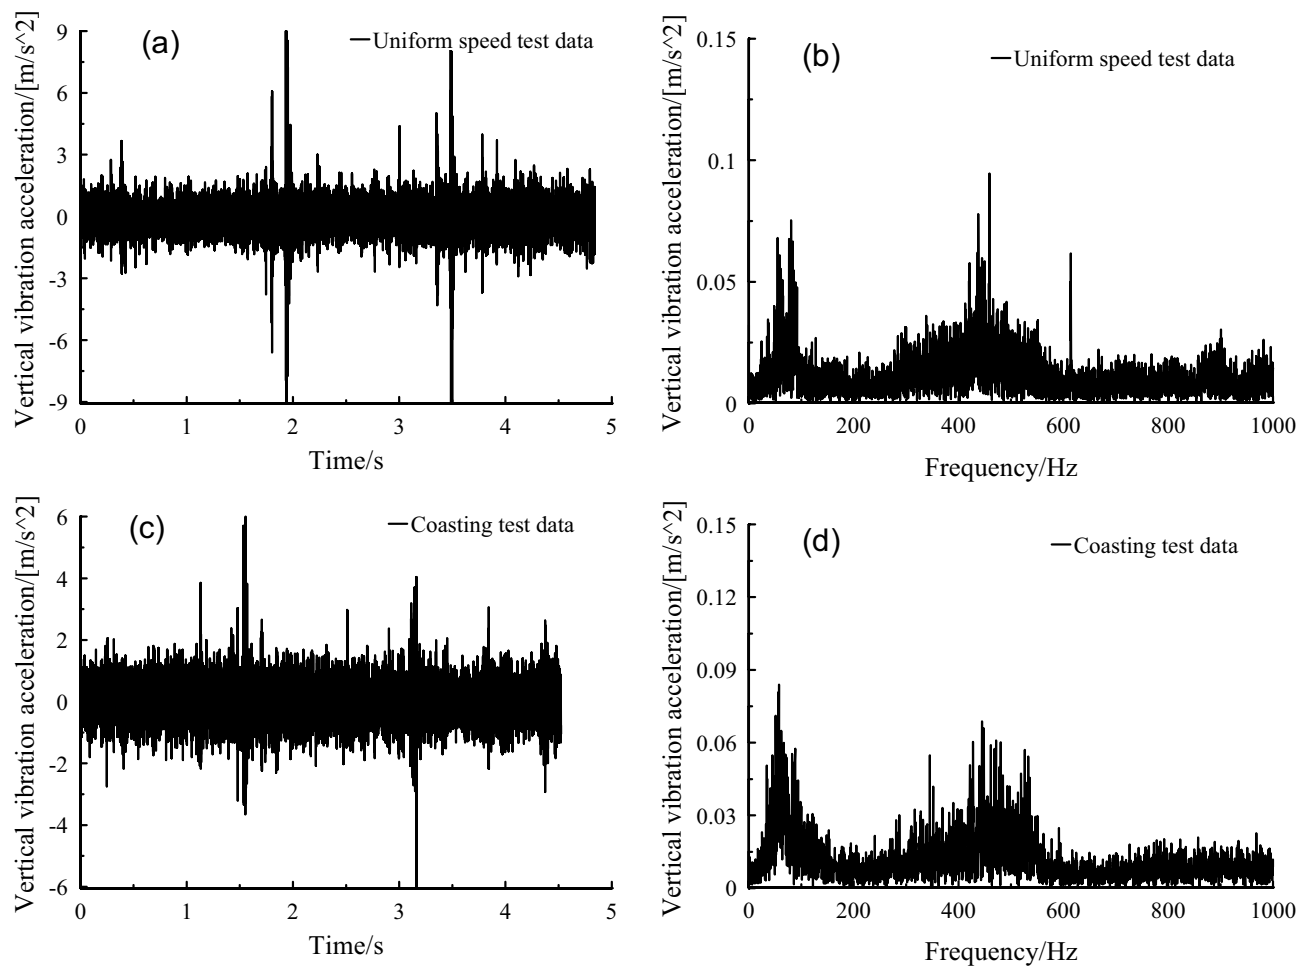 Vertical vibration acceleration/[m/s^2]
(a)
Uniform speed test data
9
6
3
0
-3
-6
-9
0 1 2 3 4 5
Time/s
Vertical vibration acceleration/[m/s^2]
(b)
Uniform speed test data
0.15
0.1
0.05
0
0 200 400 600 800 1000
Frequency/Hz
Vertical vibration acceleration/[m/s^2]
(c)
Coasting test data
6
4
2
0
-2
-4
-6
0 1 2 3 4 5
Time/s
Vertical vibration acceleration/[m/s^2]
(d)
Coasting test data
0.15
0.12
0.09
0.06
0.03
0
0 200 400 600 800 1000
Frequency/Hz